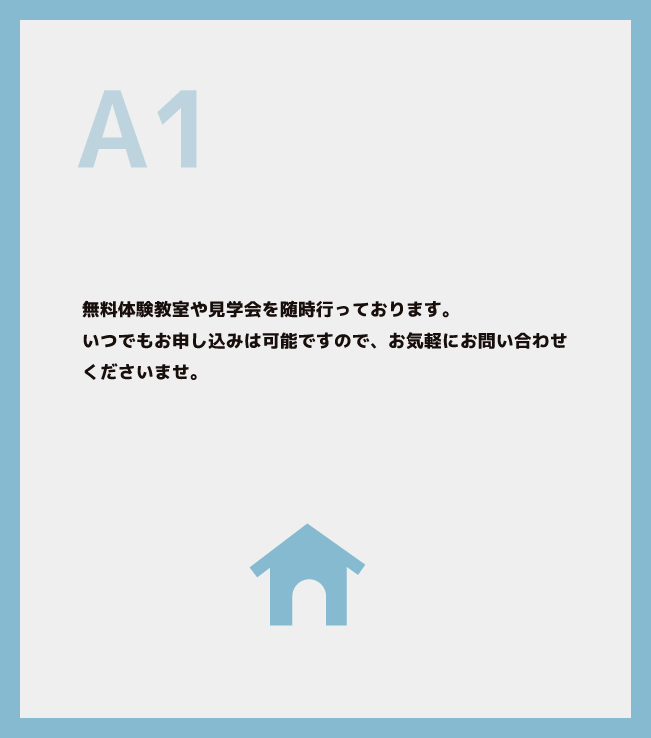 A1
無料体験教室や見学会を随時行っております。
いつでもお申し込みは可能ですので、お気軽にお問い合わせ
くださいませ。